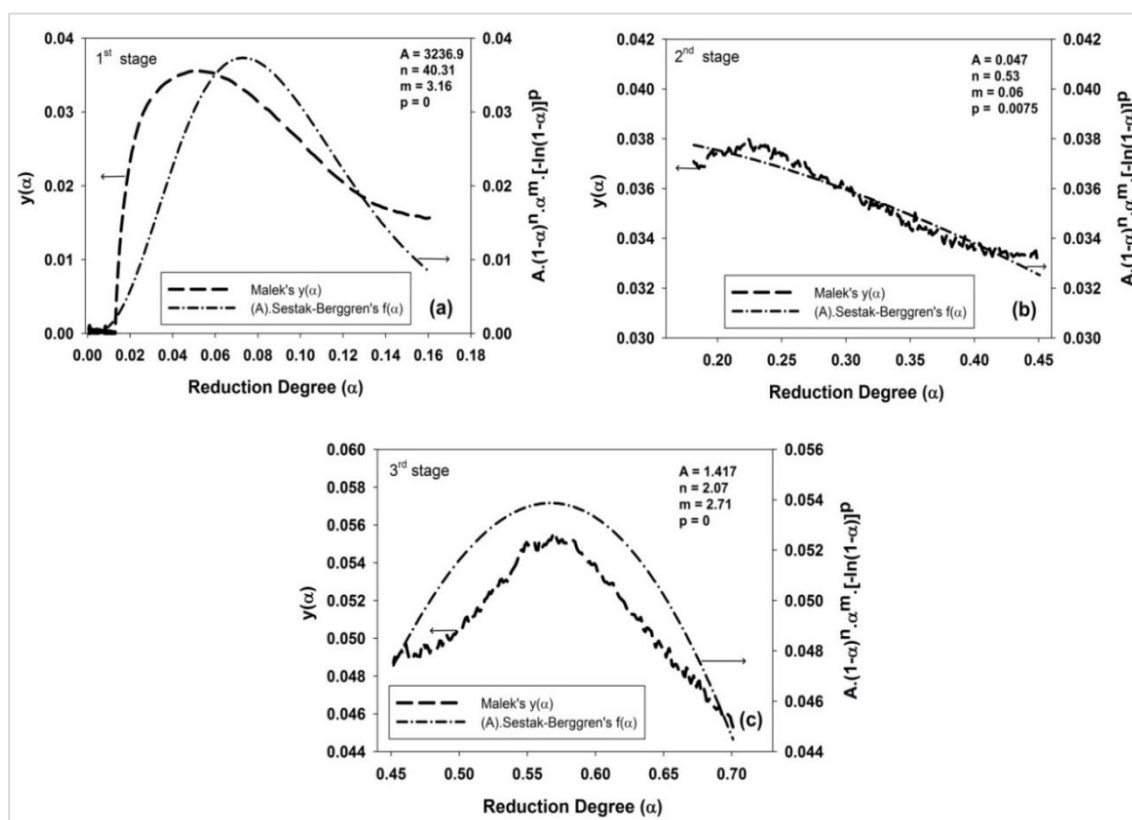 1st stage
A = 3236.9
n = 40.31
m = 3.16
p = 0
0.04
0.03
0.02
0.01
0.00
y(α)
0.04
0.03
0.02
0.01
0.00
A.(1-α)n.αm.[-ln(1-α)]p
Malek's y(α)
(A).Sestak-Berggren's f(α)
(a)
0.00 0.02 0.04 0.06 0.08 0.10 0.12 0.14 0.16 0.18
Reduction Degree (α)
2nd stage
A = 0.047
n = 0.53
m = 0.06
p = 0.0075
0.042
0.040
0.038
0.036
0.034
0.032
0.030
y(α)
0.042
0.040
0.038
0.036
0.034
0.032
0.030
A.(1-α)n.αm.[-ln(1-α)]p
Malek's y(α)
(A).Sestak-Berggren's f(α)
(b)
0.20 0.25 0.30 0.35 0.40 0.45
Reduction Degree (α)
3rd stage
A = 1.417
n = 2.07
m = 2.71
p = 0
0.060
0.058
0.056
0.054
0.052
0.050
0.048
0.046
0.044
y(α)
0.056
0.054
0.052
0.050
0.048
0.046
0.044
A.(1-α)n.αm.[-ln(1-α)]p
Malek's y(α)
(A).Sestak-Berggren's f(α)
(c)
0.45 0.50 0.55 0.60 0.65 0.70
Reduction Degree (α)